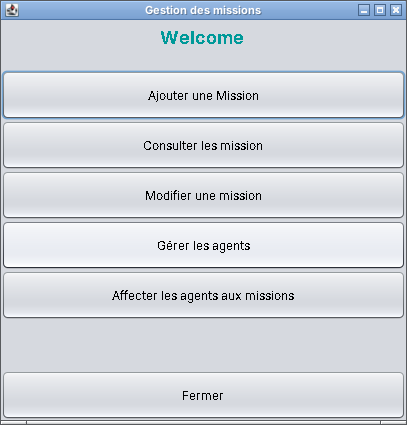 Gestion des missions
Welcome
Ajouter une Mission
Consulter les mission
Modifier une mission
Gérer les agents
Affecter les agents aux missions
Fermer